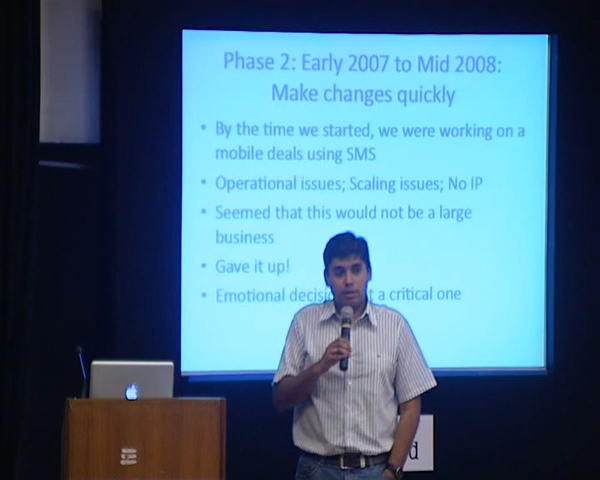 Phase 2: Early 2007 to Mid 2008:
Make changes quickly
• By the time we started, we were working on a
mobile deals using SMS
• Operational issues; Scaling issues; No IP
• Seemed that this would not be a large
business
• Gave it up!
• Emotional a critical one
d